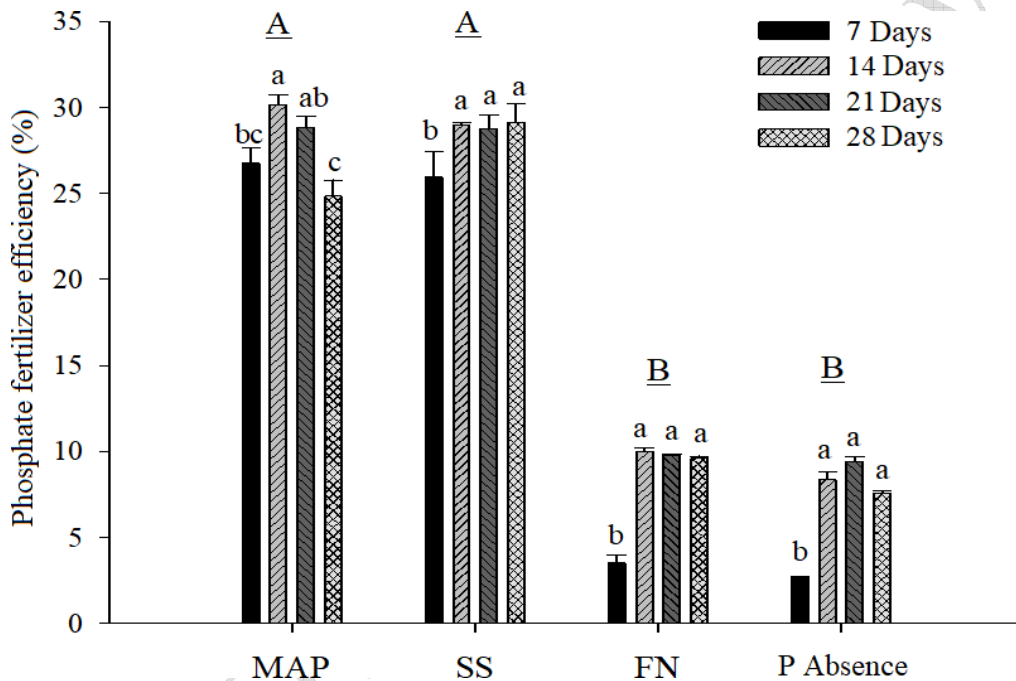 Phosphate fertilizer efficiency (%)
35
30
25
20
15
10
5
0
A
A
B
B
bc
a
ab
c
b
a
a
a
b
a
a
a
b
a
a
a
7 Days
14 Days
21 Days
28 Days
MAP
SS
FN
P Absence